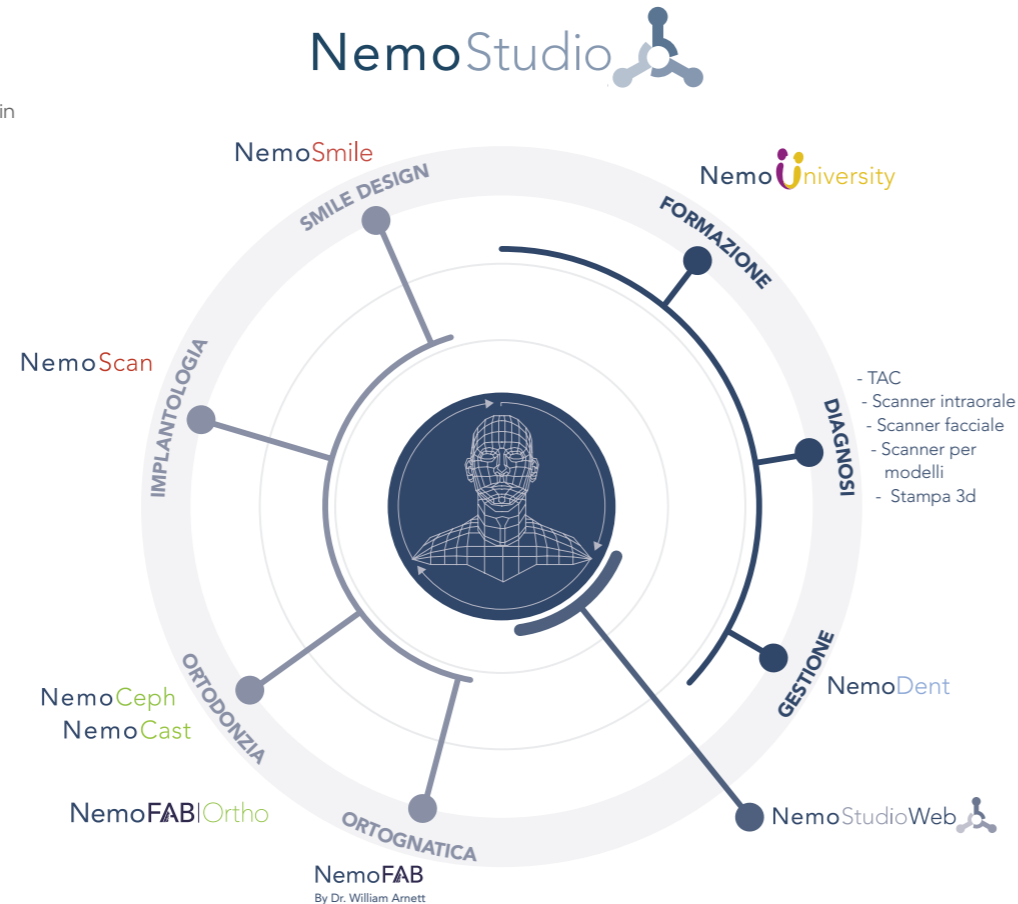 NemoStudio
in
NemoSmile
SMILE DESIGN
NemoUniversity
FORMAZIONE
NemoScan
IMPLANTOLOGIA
DIAGNOSI
- TAC
- Scanner intraorale
- Scanner facciale
- Scanner per
modelli
- Stampa 3d
GESTIONE
NemoDent
NemoCeph
NemoCast
ORTODONZIA
NemoFAB|Ortho
ORTOGNATICA
NemoStudioWeb
NemoFAB
By Dr. William Arnett